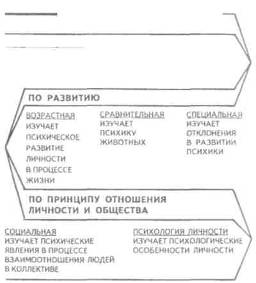 ПО РАЗВИТИЮ
ВОЗРАСТНАЯ
ИЗУЧАЕТ
ПСИХИЧЕСКОЕ
РАЗВИТИЕ
ЛИЧНОСТИ
В ПРОЦЕССЕ
ЖИЗНИ
СРАВНИТЕЛЬНАЯ
ИЗУЧАЕТ
ПСИХИКУ
ЖИВОТНЫХ
СПЕЦИАЛЬНАЯ
ИЗУЧАЕТ
ОТКЛОНЕНИЯ
В РАЗВИТИИ
ПСИХИКИ
ПО ПРИНЦИПУ ОТНОШЕНИЯ
ЛИЧНОСТИ И ОБЩЕСТВА
СОЦИАЛЬНАЯ
ИЗУЧАЕТ ПСИХИЧЕСКИЕ
ЯВЛЕНИЯ В ПРОЦЕССЕ
ВЗАИМООТНОШЕНИЯ ЛЮДЕЙ
В КОЛЛЕКТИВЕ
ПСИХОЛОГИЯ ЛИЧНОСТИ
ИЗУЧАЕТ ПСИХОЛОГИЧЕСКИЕ
ОСОБЕННОСТИ ЛИЧНОСТИ